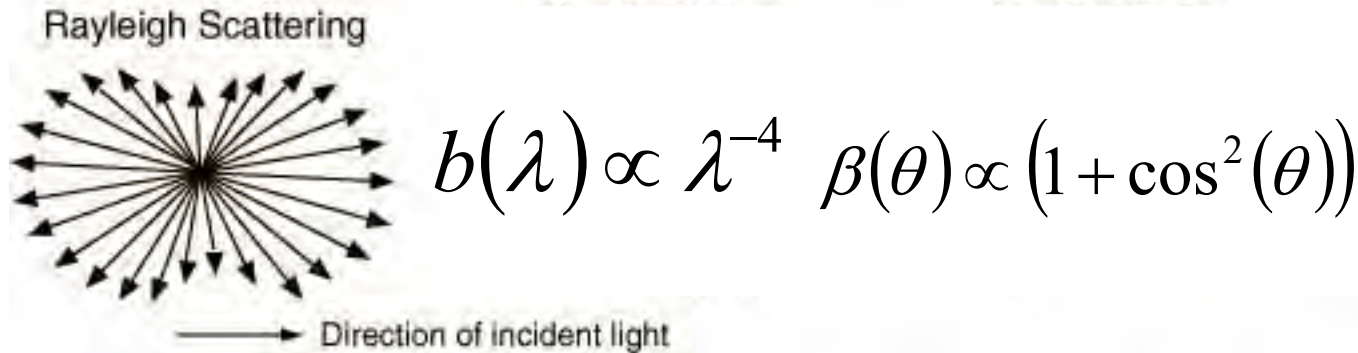 Rayleigh Scattering
b(λ) ∝ λ⁻⁴ β(θ) ∝ (1 + cos²(θ))
Direction of incident light